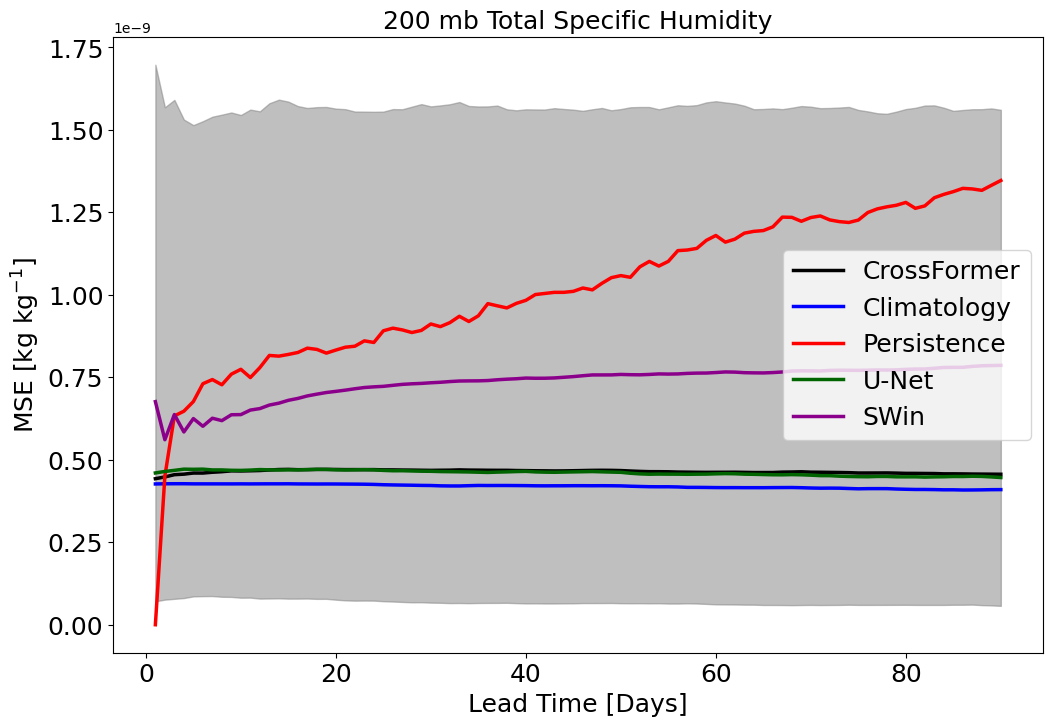 200 mb Total Specific Humidity
1e−9
1.75
1.50
1.25
1.00
0.75
0.50
0.25
0.00
MSE [kg kg⁻¹]
CrossFormer
Climatology
Persistence
U-Net
SWin
0 20 40 60 80
Lead Time [Days]